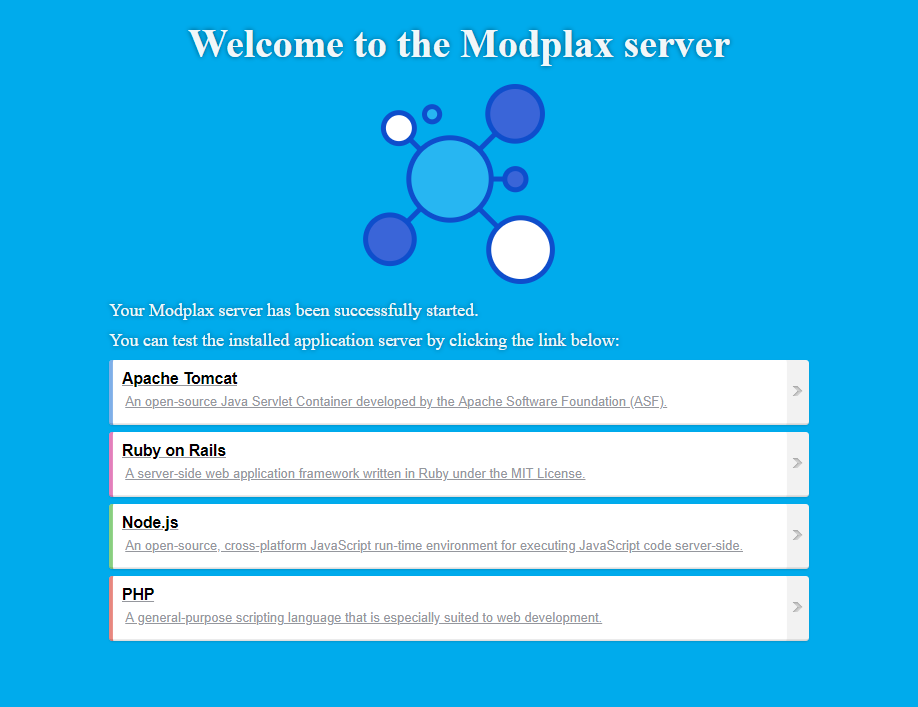 Welcome to the Modplax server
Your Modplax server has been successfully started.
You can test the installed application server by clicking the link below:
Apache Tomcat
An open-source Java Servlet Container developed by the Apache Software Foundation (ASF).
Ruby on Rails
A server-side web application framework written in Ruby under the MIT License.
Node.js
An open-source, cross-platform JavaScript run-time environment for executing JavaScript code server-side.
PHP
A general-purpose scripting language that is especially suited to web development.